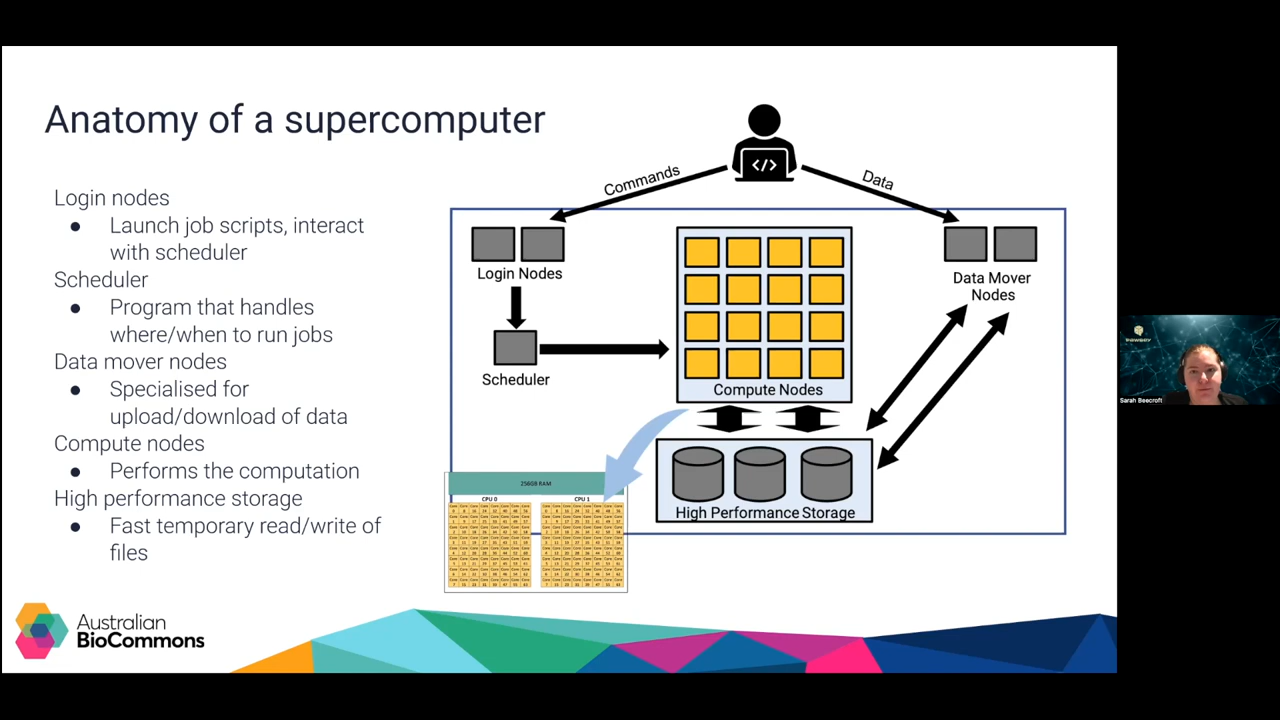 Anatomy of a supercomputer
Login nodes
● Launch job scripts, interact
with scheduler
Scheduler
● Program that handles
where/when to run jobs
Data mover nodes
● Specialised for
upload/download of data
Compute nodes
● Performs the computation
High performance storage
● Fast temporary read/write of
files
</>
Commands
Data
Login Nodes
Scheduler
Compute Nodes
Data Mover
Nodes
High Performance Storage
256GB RAM
CPU 0
CPU 1
Australian
BioCommons
Sarah Beecroft